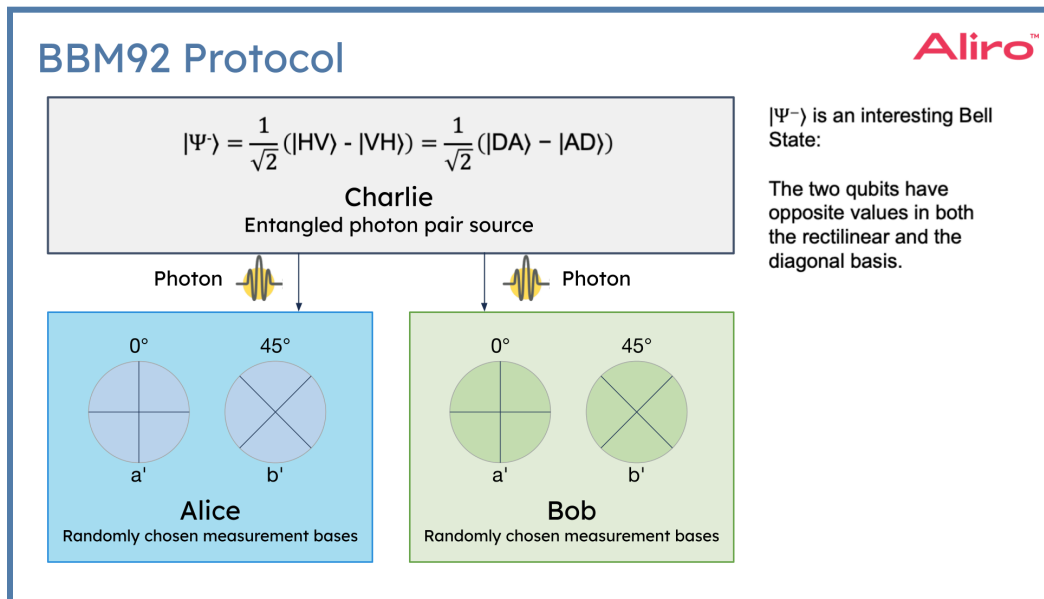 BBM92 Protocol
Aliro™
|Ψ⁻⟩ = 1/√2 (|HV⟩ - |VH⟩) = 1/√2 (|DA⟩ − |AD⟩)
Charlie
Entangled photon pair source
|Ψ⁻⟩ is an interesting Bell
State:
The two qubits have
opposite values in both
the rectilinear and the
diagonal basis.
Photon
Photon
0°
45°
a'
b'
Alice
Randomly chosen measurement bases
0°
45°
a'
b'
Bob
Randomly chosen measurement bases